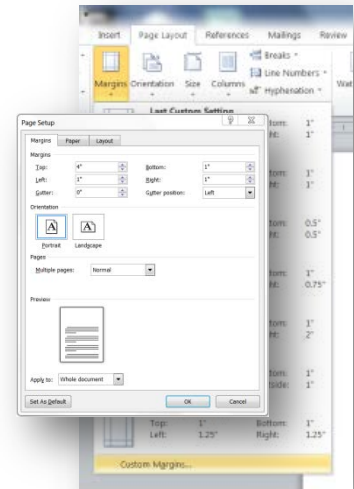 Insert Page Layout References Mailings Review
Margins Orientation Size Columns
Breaks
Line Numbers
Hyphenation
Last Custom Setting
Page Setup
Margins Paper Layout
Margins
Top: 4" Bottom: 1"
Left: 1" Right: 1"
Gutter: 0" Gutter position: Left
Orientation
Portrait Landscape
Pages
Multiple pages: Normal
Preview
Apply to: Whole document
Set As Default OK Cancel
1"
1"
1"
1"
0.5"
0.5"
1"
0.75"
1"
2"
1"
1"
Top: 1" Bottom: 1"
Left: 1.25" Right: 1.25"
Custom Margins...